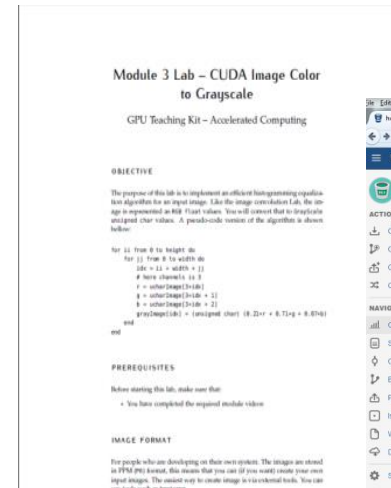 Module 3 Lab – CUDA Image Color
to Grayscale
GPU Teaching Kit – Accelerated Computing
OBJECTIVE
The purpose of this lab is to implement an efficient histogramming equaliza-
tion algorithm for an input image. Like the image convolution Lab, the im-
age is represented as RGB float values. You will convert that to GrayScale
unsigned char values. A pseudo-code version of the algorithm is shown
bellow:
for ii from 0 to height do
for jj from 0 to width do
idx = ii * width + jj
# here channels is 3
r = ucharImage[3*idx]
g = ucharImage[3*idx + 1]
b = ucharImage[3*idx + 2]
grayImage[idx] = (unsigned char) (0.21*r + 0.71*g + 0.07*b)
end
end
PREREQUISITES
Before starting this lab, make sure that:
• You have completed the required module videos
IMAGE FORMAT
For people who are developing on their own system. The images are stored
in PPM (P6) format, this means that you can (if you want) create your own
input images. The easiest way to create image is via external tools. You can
File Edit
ACTIO
NAVIG